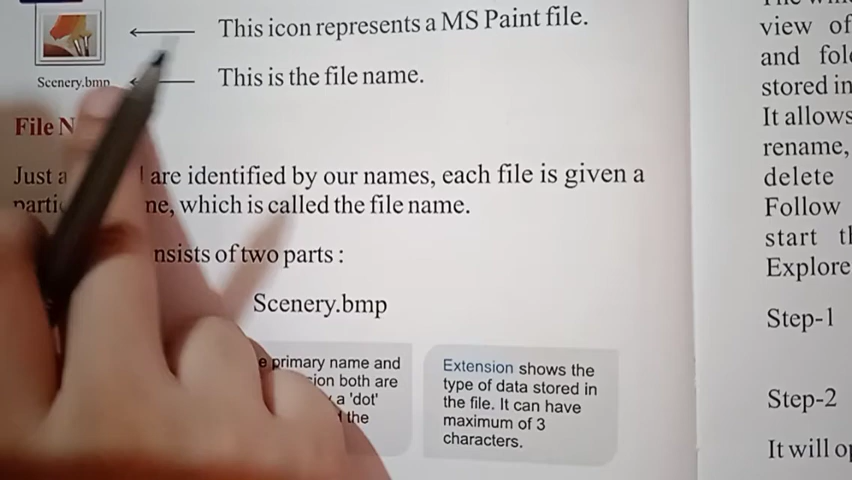 This icon represents a MS Paint file.
Scenery.bmp
This is the file name.
File N
Just a are identified by our names, each file is given a
parti ne, which is called the file name.
nsists of two parts :
Scenery.bmp
primary name and
ion both are
a 'dot'
the
Extension shows the
type of data stored in
the file. It can have
maximum of 3
characters.
view of
and fol
stored in
It allows
rename,
delete
Follow
start t
Explore
Step-1
Step-2
It will o